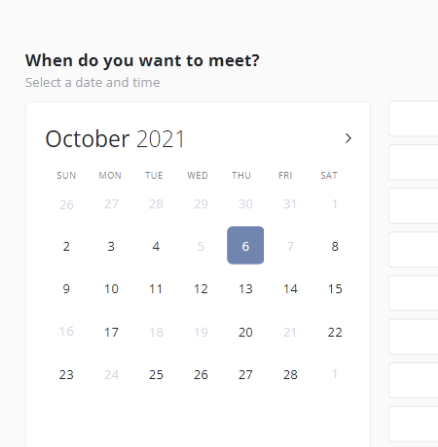 When do you want to meet?
Select a date and time
October 2021
SUN MON TUE WED THU FRI SAT
26 27 28 29 30 31 1
2 3 4 5 6 7 8
9 10 11 12 13 14 15
16 17 18 19 20 21 22
23 24 25 26 27 28 1